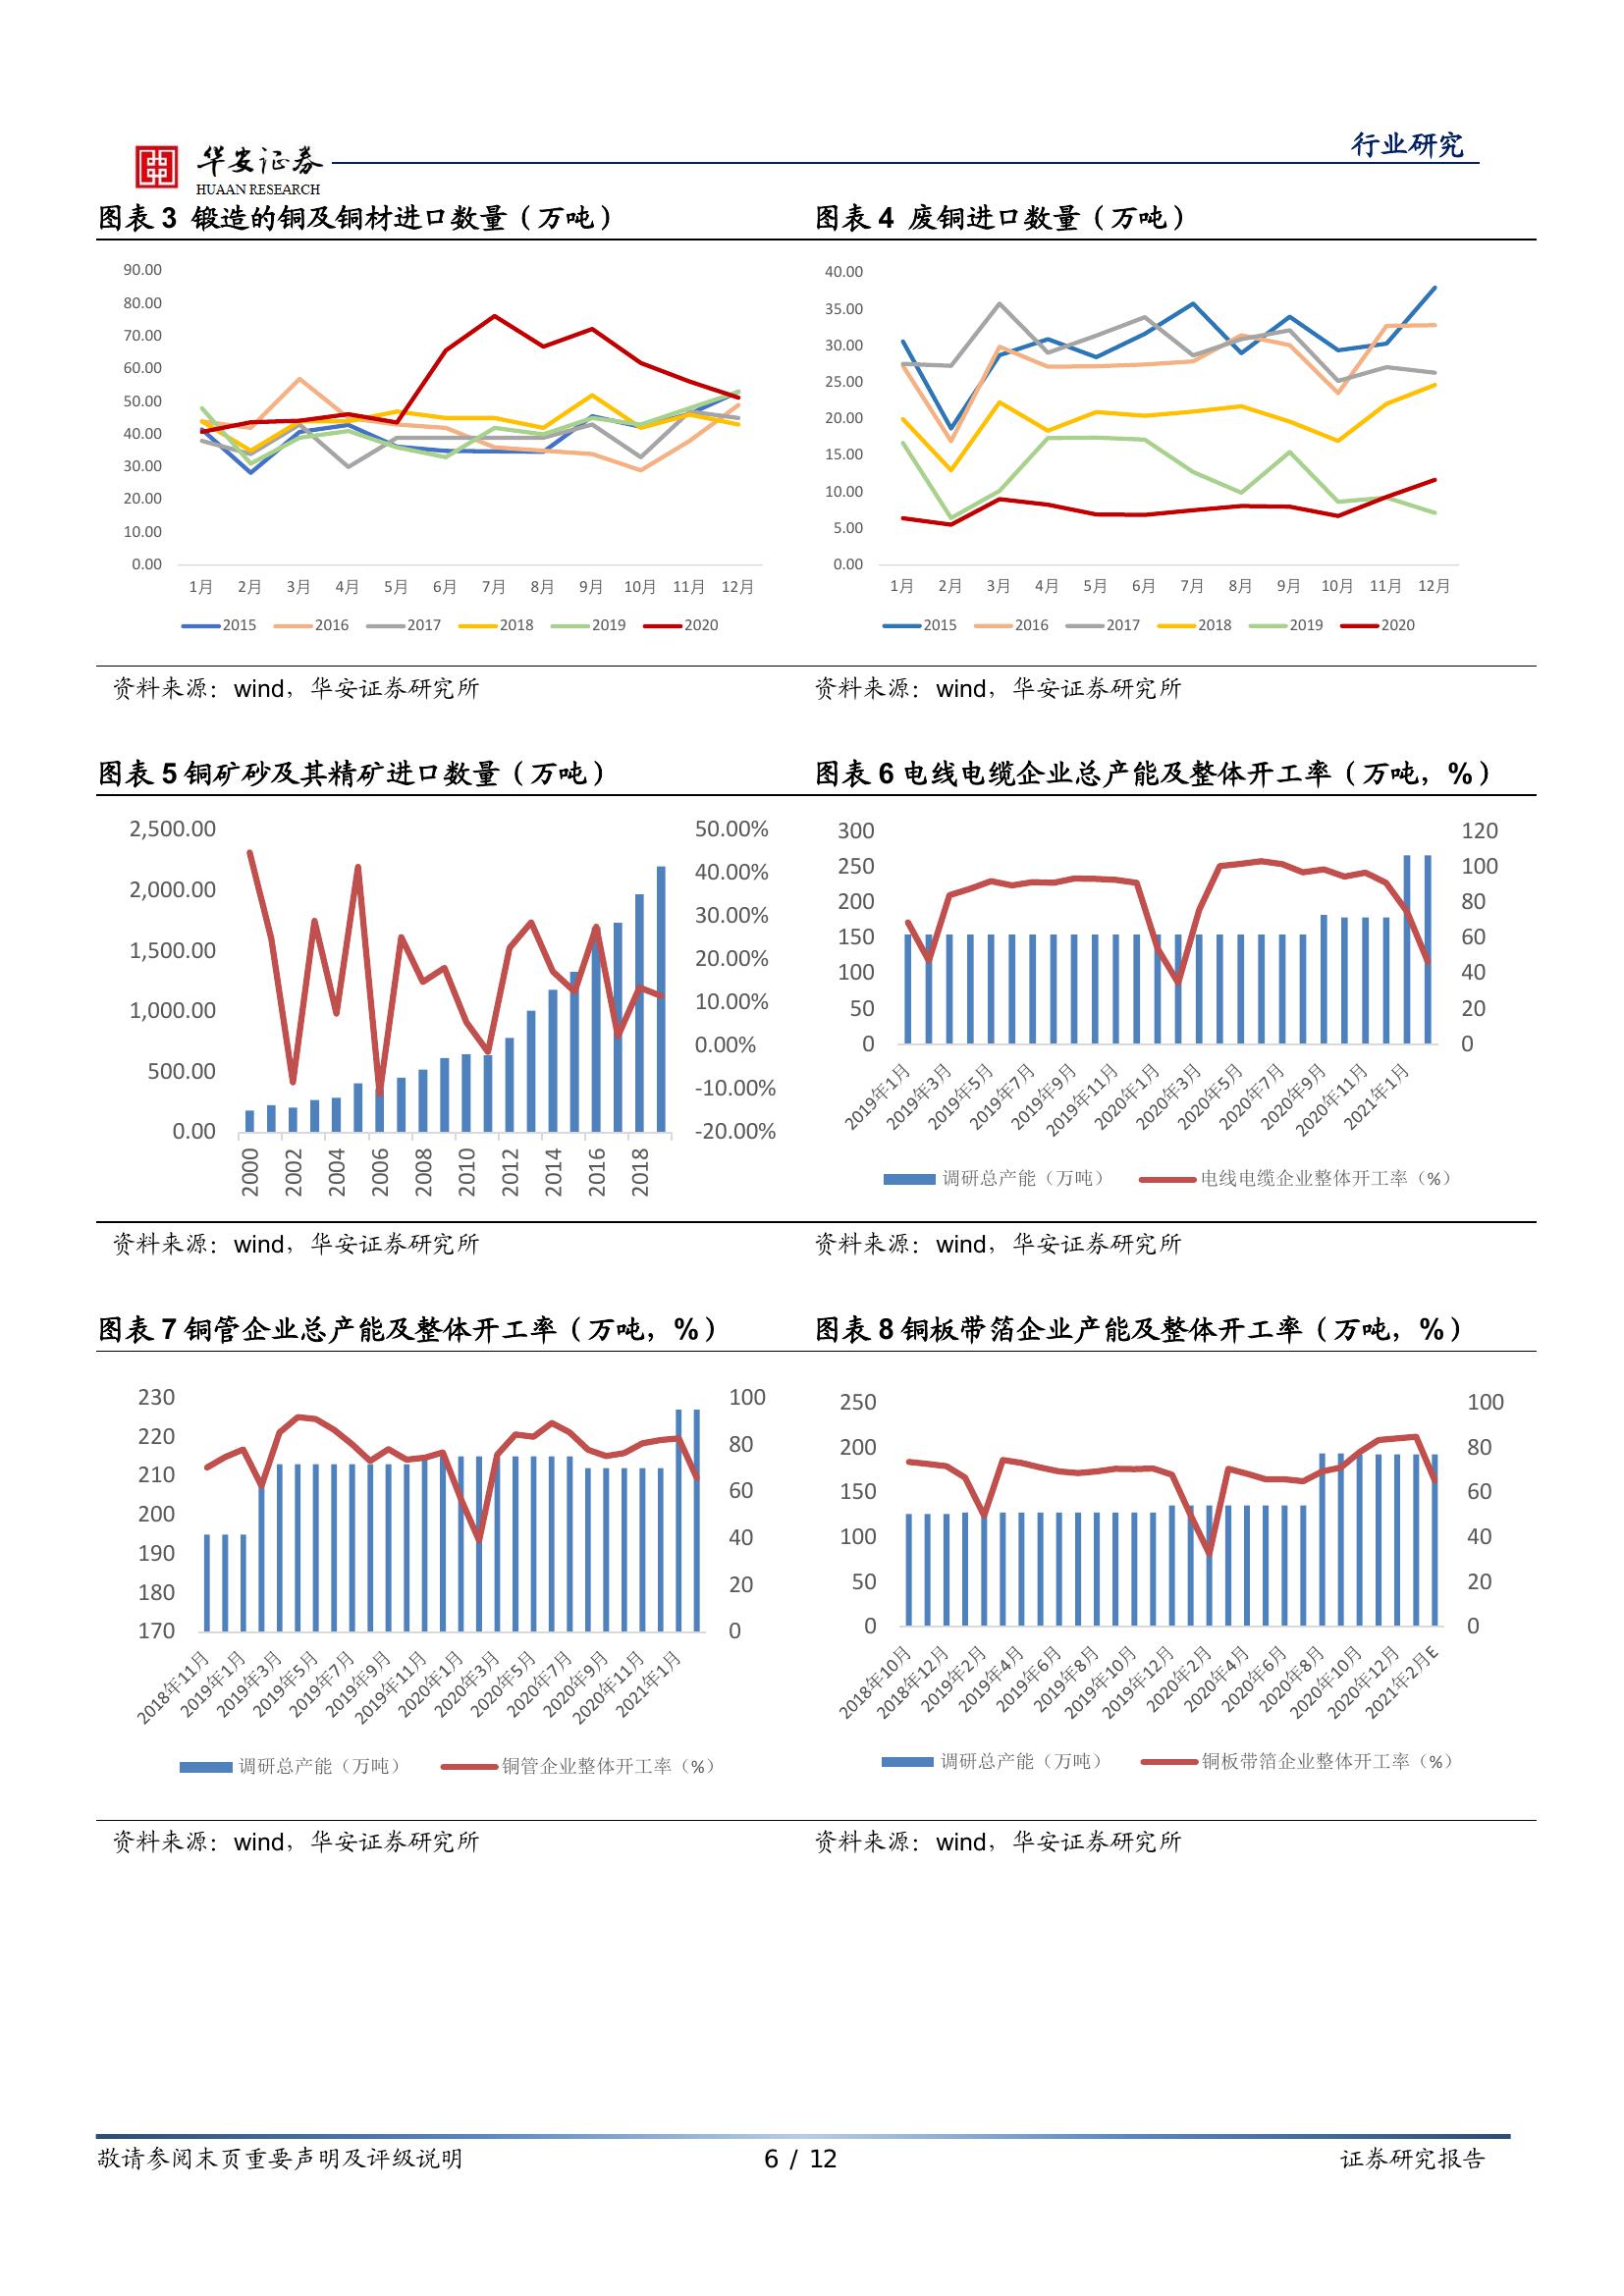 行业研究
华安证券
HUAAN RESEARCH
图表 3 锻造的铜及铜材进口数量（万吨）
90.00
80.00
70.00
60.00
50.00
40.00
30.00
20.00
10.00
0.00
1月 2月 3月 4月 5月 6月 7月 8月 9月 10月 11月 12月
2015 2016 2017 2018 2019 2020
资料来源：wind，华安证券研究所
图表 4 废铜进口数量（万吨）
40.00
35.00
30.00
25.00
20.00
15.00
10.00
5.00
0.00
1月 2月 3月 4月 5月 6月 7月 8月 9月 10月 11月 12月
2015 2016 2017 2018 2019 2020
资料来源：wind，华安证券研究所
图表 5 铜矿砂及其精矿进口数量（万吨）
2,500.00
2,000.00
1,500.00
1,000.00
500.00
0.00
50.00%
40.00%
30.00%
20.00%
10.00%
0.00%
-10.00%
-20.00%
2000 2002 2004 2006 2008 2010 2012 2014 2016 2018
资料来源：wind，华安证券研究所
图表 6 电线电缆企业总产能及整体开工率（万吨，%）
300
250
200
150
100
50
0
120
100
80
60
40
20
0
2019年1月 2019年3月 2019年5月 2019年7月 2019年9月 2019年11月 2020年1月 2020年3月 2020年5月 2020年7月 2020年9月 2020年11月 2021年1月
调研总产能（万吨） 电线电缆企业整体开工率（%）
资料来源：wind，华安证券研究所
图表 7 铜管企业总产能及整体开工率（万吨，%）
230
220
210
200
190
180
170
100
80
60
40
20
0
2018年11月 2019年1月 2019年3月 2019年5月 2019年7月 2019年9月 2019年11月 2020年1月 2020年3月 2020年5月 2020年7月 2020年9月 2020年11月 2021年1月
调研总产能（万吨） 铜管企业整体开工率（%）
资料来源：wind，华安证券研究所
图表 8 铜板带箔企业产能及整体开工率（万吨，%）
250
200
150
100
50
0
100
80
60
40
20
0
2018年10月 2018年12月 2019年2月 2019年4月 2019年6月 2019年8月 2019年10月 2019年12月 2020年2月 2020年4月 2020年6月 2020年8月 2020年10月 2020年12月 2021年2月E
调研总产能（万吨） 铜板带箔企业整体开工率（%）
资料来源：wind，华安证券研究所
敬请参阅末页重要声明及评级说明
6 / 12
证券研究报告